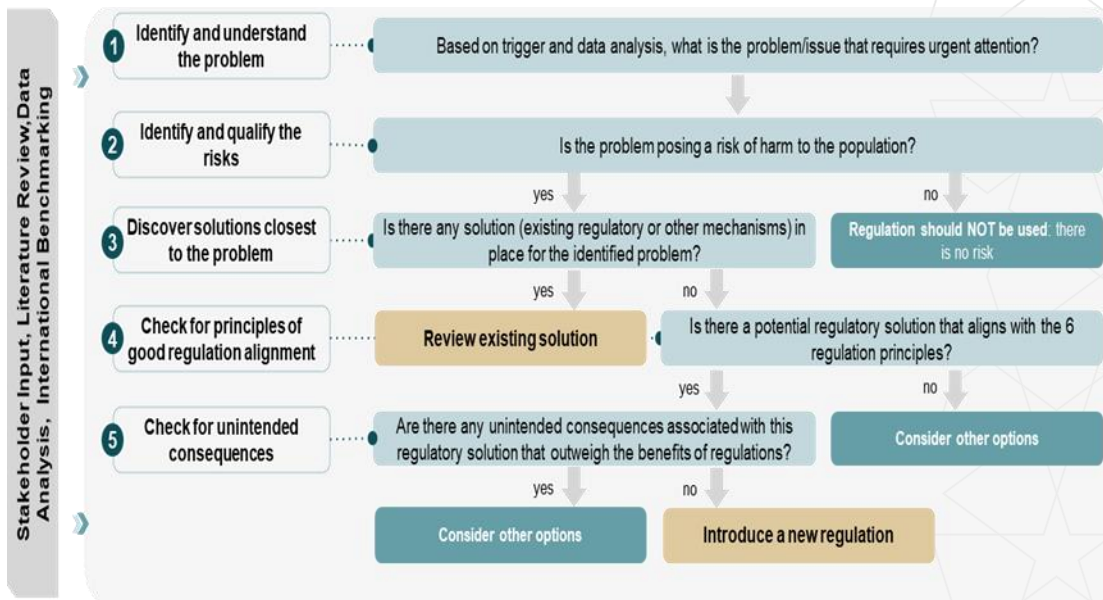 Stakeholder Input, Literature Review,Data
Analysis, International Benchmarking
1
Identify and understand
the problem
Based on trigger and data analysis, what is the problem/issue that requires urgent attention?
2
Identify and qualify the
risks
Is the problem posing a risk of harm to the population?
yes
no
3
Discover solutions closest
to the problem
Is there any solution (existing regulatory or other mechanisms) in
place for the identified problem?
Regulation should NOT be used: there
is no risk
yes
no
4
Check for principles of
good regulation alignment
Review existing solution
Is there a potential regulatory solution that aligns with the 6
regulation principles?
yes
no
5
Check for unintended
consequences
Are there any unintended consequences associated with this
regulatory solution that outweigh the benefits of regulations?
Consider other options
yes
no
Consider other options
Introduce a new regulation